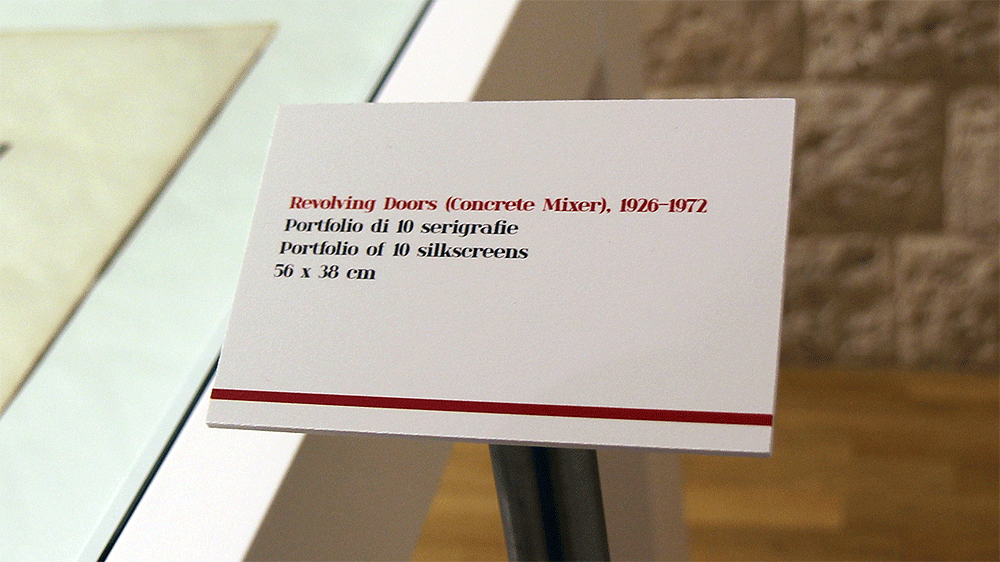 Revolving Doors (Concrete Mixer), 1926-1972
Portfolio di 10 serigrafie
Portfolio of 10 silkscreens
56 x 38 cm